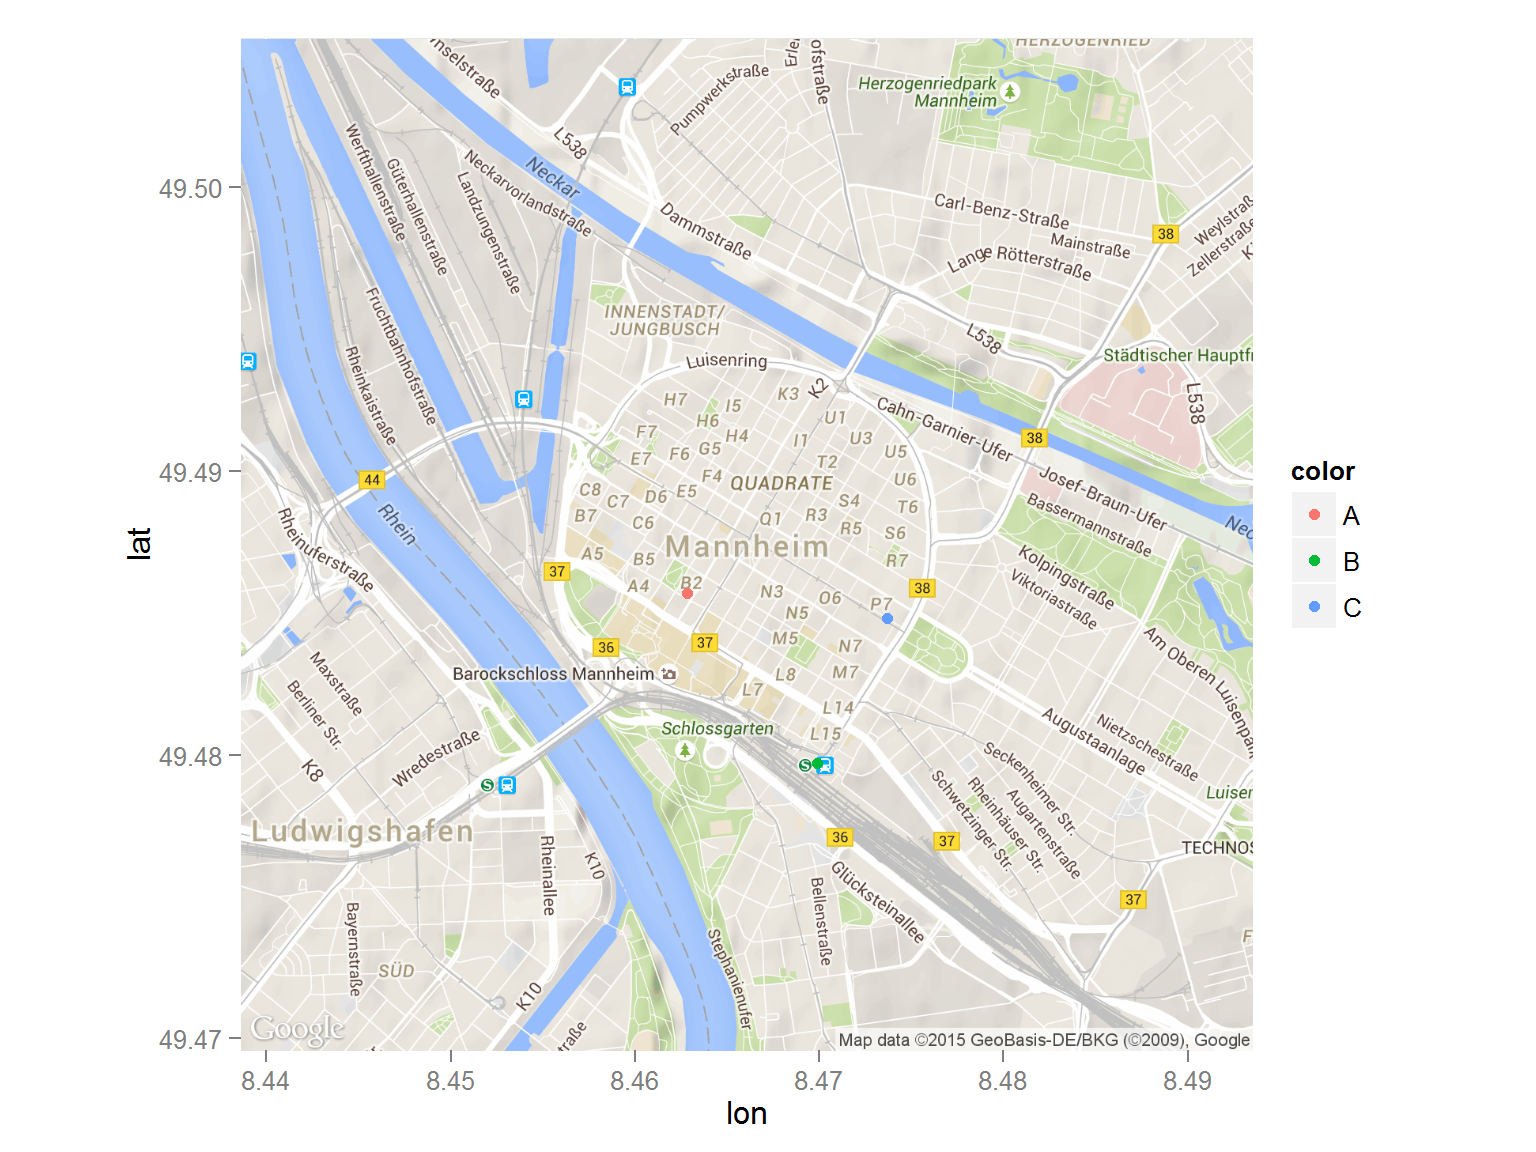 HERZOGENRIED
nselstraße
Pumpwerkstraße
Erle
ofstraße
Herzogenriedpark
Mannheim
L538
Neckar
Werfthallenstraße
Güterhallenstraße
Landzungenstraße
Neckarvorlandstraße
Dammstraße
49.50
Carl-Benz-Straße
Mainstraße
Lange Rötterstraße
38
Weylstraß
Zellerstraße
K
Fruchtbahnhofstraße
Rheinkaistraße
INNENSTADT/
JUNGBUSCH
Luisenring
K2
L538
Städtischer Hauptf
L538
H7
I5
K3
H6
U1
Cahn-Garnier-Ufer
F7
H4
I1
U3
38
E7
F6
G5
T2
U5
49.49
44
F4
QUADRATE
U6
Josef-Braun-Ufer
C8
C7
D6
E5
S4
T6
Bassermannstraße
Nec
Rhein
Rheinuferstraße
B7
C6
Q1
R3
R5
S6
lat
A5
B5
Mannheim
R7
Kolpingstraße
Viktoriastraße
37
A4
B2
N3
O6
P7
38
N5
36
37
M5
N7
Am Oberen Luisenpark
Maxstraße
Berliner Str.
Barockschloss Mannheim
L8
M7
L7
L14
Schlossgarten
L15
Augustaanlage
Nietzschestraße
49.48
K8
Wredestraße
S
S
Seckenheimer Str.
Schwetzinger Str.
Rheinhäuser Str.
Augartenstraße
Luiser
Ludwigshafen
36
37
TECHNOS
Rheinallee
K10
Bellenstraße
Glücksteinallee
37
Bayernstraße
SÜD
K10
Stephanienufer
F
raße
49.47
Google
Map data ©2015 GeoBasis-DE/BKG (©2009), Google
8.44
8.45
8.46
8.47
8.48
8.49
lon
color
A
B
C